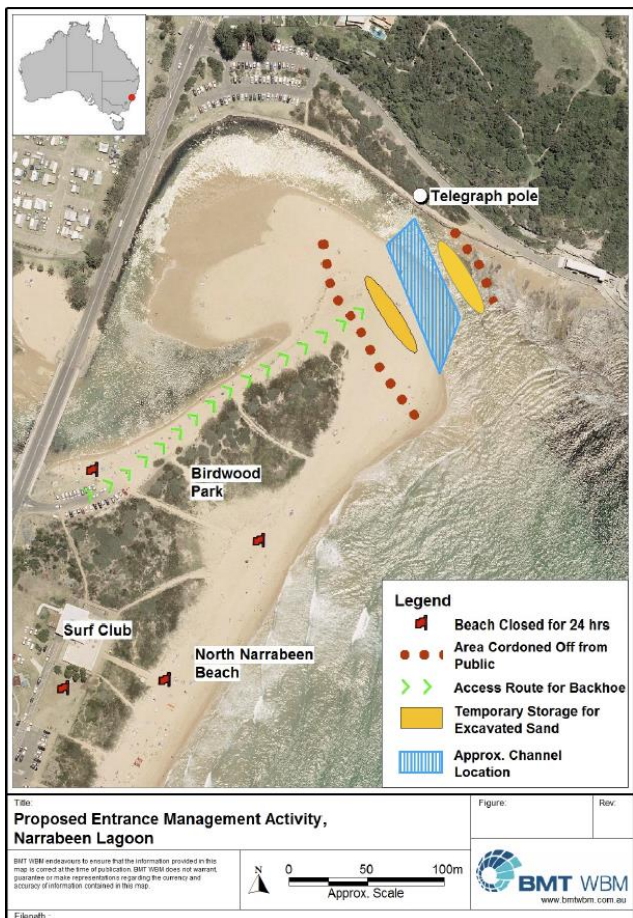 Telegraph pole
Birdwood
Park
Surf Club
North Narrabeen
Beach
Legend
Beach Closed for 24 hrs
Area Cordoned Off from
Public
Access Route for Backhoe
Temporary Storage for
Excavated Sand
Approx. Channel
Location
Title:
Proposed Entrance Management Activity,
Narrabeen Lagoon
Figure:
Rev:
BMT WBM endeavours to ensure that the information provided in this
map is correct at the time of publication. BMT WBM does not warrant,
guarantee or make representations regarding the currency and
accuracy of information contained in this map.
N
0 50 100m
Approx. Scale
BMT WBM
www.bmtwbm.com.au
Filepath :